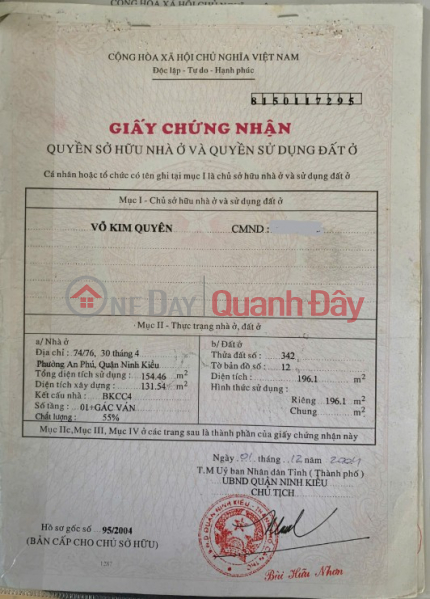 CỘNG HÒA XÃ HỘI CHỦ NGHĨA VIỆT NAM
Độc lập - Tự do - Hạnh phúc
8150117295
GIẤY CHỨNG NHẬN
QUYỀN SỞ HỮU NHÀ Ở VÀ QUYỀN SỬ DỤNG ĐẤT Ở
Cá nhân hoặc tổ chức có tên ghi tại mục I là chủ sở hữu nhà ở và sử dụng đất ở
Mục I - Chủ sở hữu nhà ở và sử dụng đất ở
VÕ KIM QUYÊN CMND :
ONE DAY Quanh Đây
Mục II - Thực trạng nhà ở, đất ở
a/ Nhà ở
Địa chỉ : 74/76, 30 tháng 4
Phường An Phú, Quận Ninh Kiều
Tổng diện tích sử dụng : 154.46 m2
Diện tích xây dựng : 131.54 m2
Kết cấu nhà : BKCC4
Số tầng : 01+GÁC VÁN
Chất lượng : 55%
b/ Đất ở
Thửa đất số : 342
Tờ bản đồ số : 12
Diện tích : 196.1 m2
Hình thức sử dụng :
Riêng 196.1 m2
Chung m2
Mục IIc, Mục III, Mục IV ở các trang sau là thành phần của giấy chứng nhận này
Ngày 01 tháng 12 năm 2004
T.M Uỷ ban Nhân dân Tỉnh ( Thành phố )
UBND QUẬN NINH KIỀU
CHỦ TỊCH
Hồ sơ gốc số 95/2004
(BẢN CẤP CHO CHỦ SỞ HỮU)
Bùi Hữu Nhơn